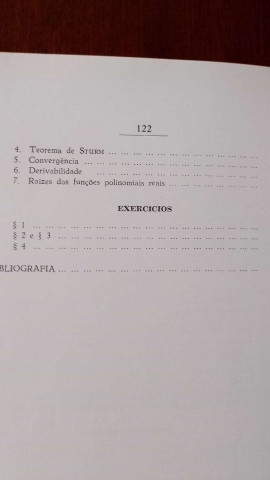 122
4. Teorema de STURM ... ... ... ... ... ... ... ... ...
5. Convergência ... ... ... ... ... ... ... ... ... ...
6. Derivabilidade ... ... ... ... ... ... ... ... ...
7. Raízes das funções polinomiais reais ... ... ... ... ...
EXERCICIOS
§ 1 ... ... ... ... ... ... ... ... ... ... ... ...
§ 2 e § 3 ... ... ... ... ... ... ... ... ... ... ...
§ 4 ... ... ... ... ... ... ... ... ... ... ... ...
BLIOGRAFIA ... ... ... ... ... ... ... ... ... ... ...